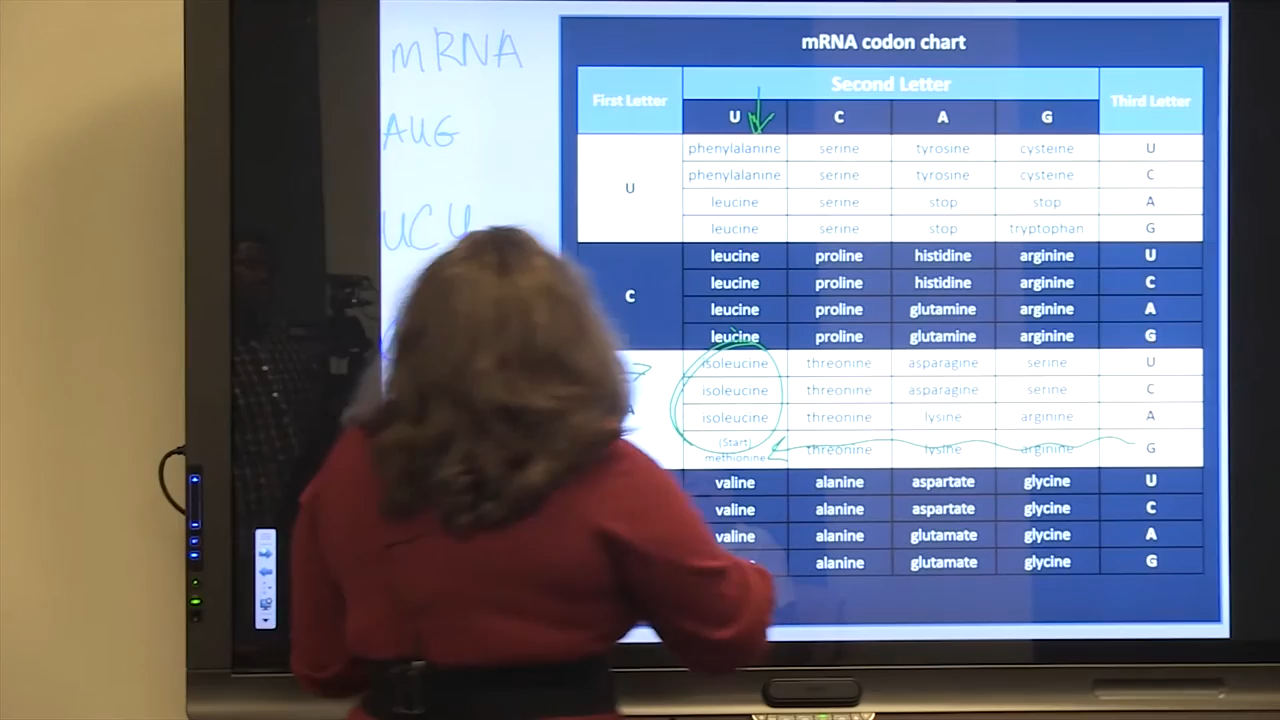 mRNA
AUG
UCU
mRNA codon chart
First Letter Second Letter Third Letter
U C A G
U
phenylalanine serine tyrosine cysteine U
phenylalanine serine tyrosine cysteine C
leucine serine stop stop A
leucine serine stop tryptophan G
C
leucine proline histidine arginine U
leucine proline histidine arginine C
leucine proline glutamine arginine A
leucine proline glutamine arginine G
A
isoleucine threonine asparagine serine U
isoleucine threonine asparagine serine C
isoleucine threonine lysine arginine A
(Start)
methionine threonine lysine arginine G
valine alanine aspartate glycine U
valine alanine aspartate glycine C
valine alanine glutamate glycine A
alanine glutamate glycine G